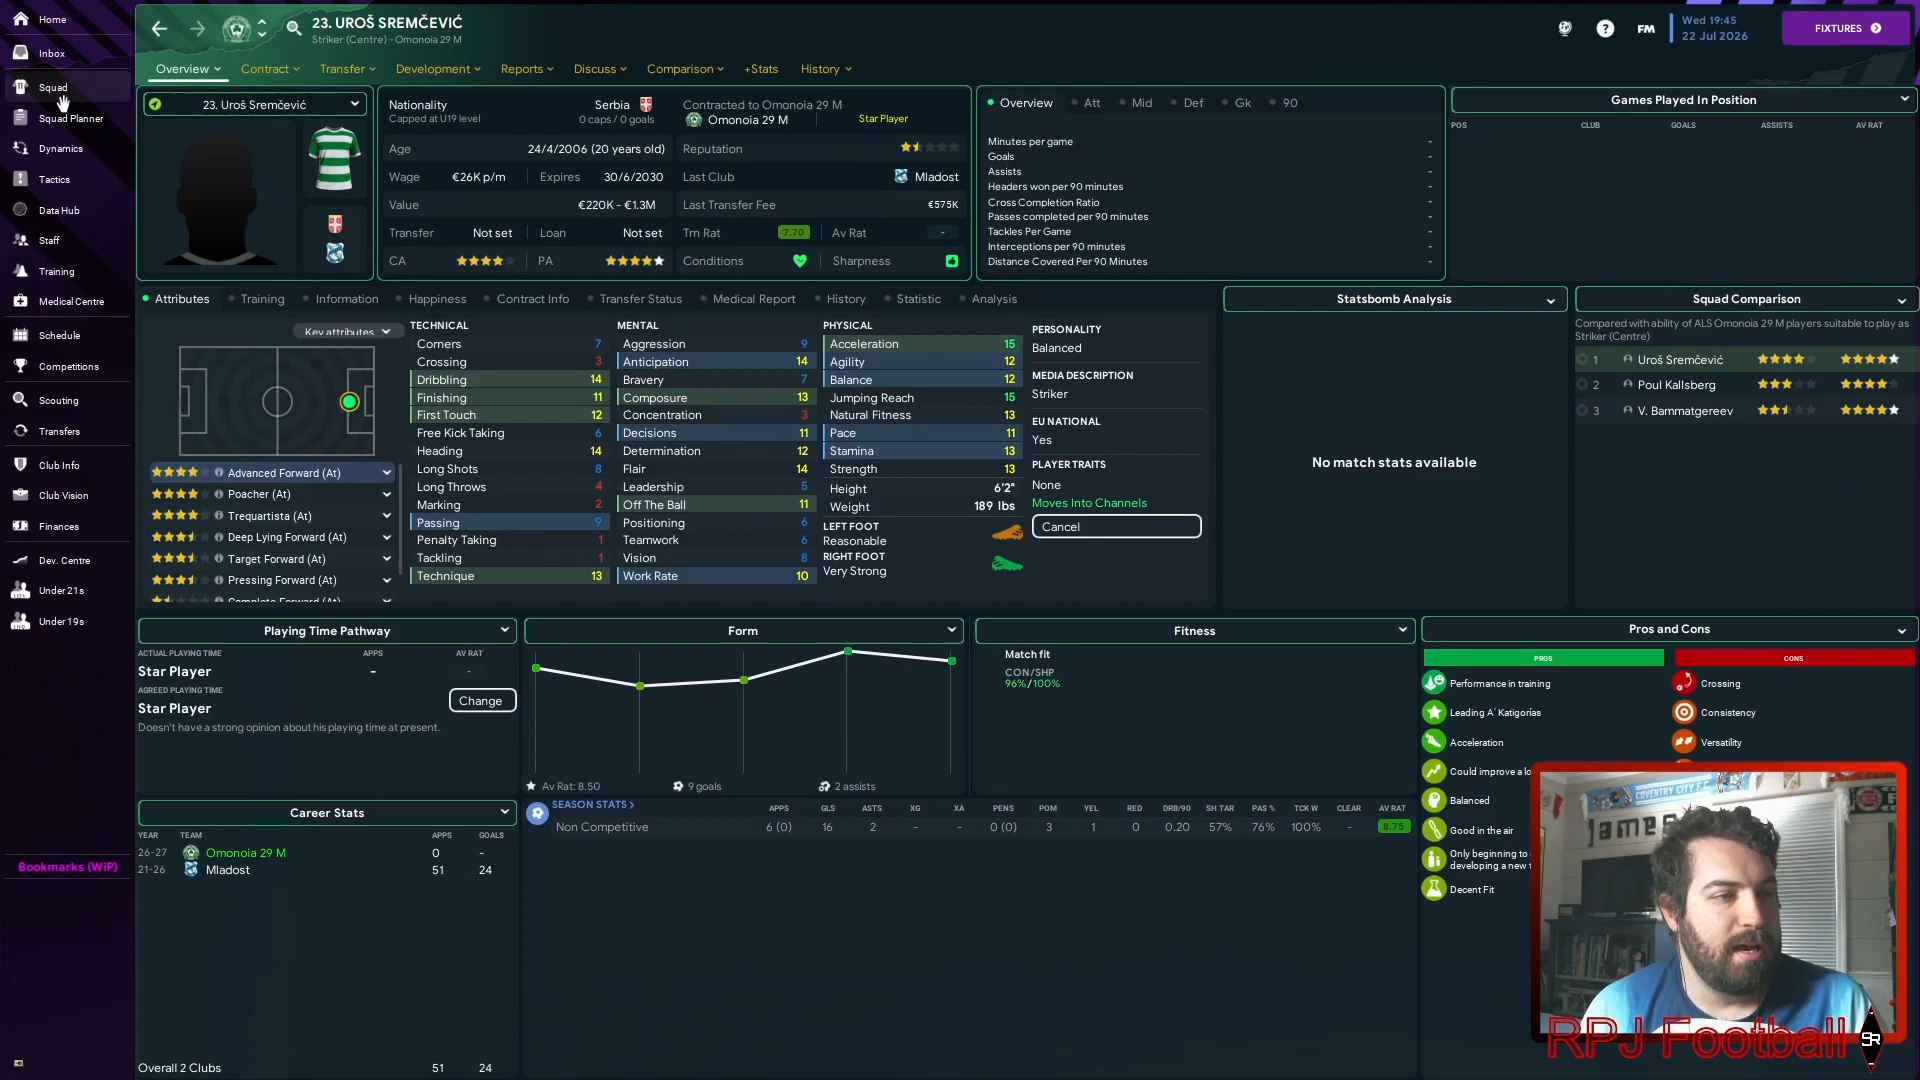 Home
Inbox
Squad
Squad Planner
Dynamics
Tactics
Data Hub
Staff
Training
Medical Centre
Schedule
Competitions
Scouting
Transfers
Club Info
Club Vision
Finances
Dev. Centre
Under 21s
Under 19s
Bookmarks (WiP)
23. UROŠ SREMČEVIĆ
Striker (Centre) - Omonoia 29 M
FM
Wed 19:45
22 Jul 2026
FIXTURES
Overview Contract Transfer Development Reports Discuss Comparison +Stats History
23. Uroš Sremčević
Nationality Serbia
Capped at U19 level 0 caps / 0 goals
Age 24/4/2006 (20 years old)
Wage €26K p/m Expires 30/6/2030
Value €220K - €1.3M
Transfer Not set Loan Not set
CA PA
Contracted to Omonoia 29 M
Omonoia 29 M Star Player
Reputation
Last Club Mladost
Last Transfer Fee €575K
Trn Rat 7.70 Av Rat -
Conditions Sharpness
Overview Att Mid Def Gk 90
Minutes per game -
Goals -
Assists -
Headers won per 90 minutes -
Cross Completion Ratio -
Passes completed per 90 minutes -
Tackles Per Game -
Interceptions per 90 minutes -
Distance Covered Per 90 Minutes -
Games Played In Position
POS CLUB GOALS ASSISTS AV RAT
Attributes Training Information Happiness Contract Info Transfer Status Medical Report History Statistic Analysis
Key attributes
Advanced Forward (At)
Poacher (At)
Trequartista (At)
Deep Lying Forward (At)
Target Forward (At)
Pressing Forward (At)
Complete Forward (At)
TECHNICAL
Corners 7
Crossing 3
Dribbling 14
Finishing 11
First Touch 12
Free Kick Taking 6
Heading 14
Long Shots 8
Long Throws 4
Marking 2
Passing 9
Penalty Taking 1
Tackling 1
Technique 13
MENTAL
Aggression 9
Anticipation 14
Bravery 7
Composure 13
Concentration 3
Decisions 11
Determination 12
Flair 14
Leadership 5
Off The Ball 11
Positioning 6
Teamwork 6
Vision 8
Work Rate 10
PHYSICAL
Acceleration 15
Agility 12
Balance 12
Jumping Reach 15
Natural Fitness 13
Pace 11
Stamina 13
Strength 13
Height 6'2"
Weight 189 lbs
LEFT FOOT
Reasonable
RIGHT FOOT
Very Strong
PERSONALITY
Balanced
MEDIA DESCRIPTION
Striker
EU NATIONAL
Yes
PLAYER TRAITS
None
Moves Into Channels
Cancel
Statsbomb Analysis
No match stats available
Squad Comparison
Compared with ability of ALS Omonoia 29 M players suitable to play as
Striker (Centre)
1 Uroš Sremčević
2 Poul Kallsberg
3 V. Bammatgereev
Playing Time Pathway
ACTUAL PLAYING TIME APPS AV RAT
Star Player - -
AGREED PLAYING TIME
Star Player
Change
Doesn't have a strong opinion about his playing time at present.
Form
Av Rat: 8.50 9 goals 2 assists
Fitness
Match fit
CON/SHP
96%/100%
Pros and Cons
PROS CONS
Performance in training
Leading A' Katigorías
Acceleration
Could improve a lo
Balanced
Good in the air
Only beginning to
developing a new
Decent Fit
Crossing
Consistency
Versatility
Career Stats
YEAR TEAM APPS GOALS
26-27 Omonoia 29 M 0 -
21-26 Mladost 51 24
Overall 2 Clubs 51 24
SEASON STATS APPS GLS ASTS XG XA PENS POM YEL RED DRB/90 SH TAR PAS % TCK W CLEAR AV RAT
Non Competitive 6 (0) 16 2 - - 0 (0) 3 1 0 0.20 57% 76% 100% - 8.75
COVENTRY CITY F.C.
james
RPJ Football
SR